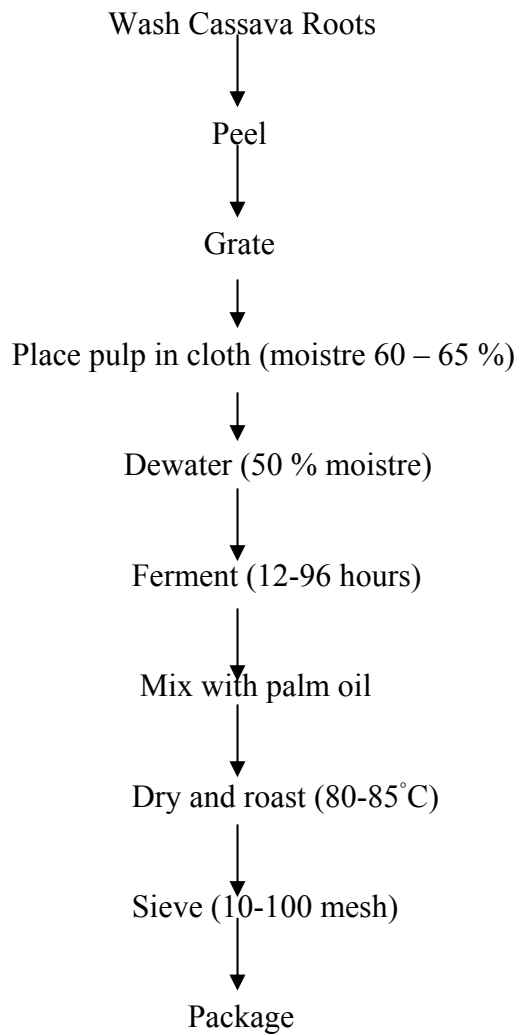 Wash Cassava Roots
Peel
Grate
Place pulp in cloth (moistre 60 – 65 %)
Dewater (50 % moistre)
Ferment (12-96 hours)
Mix with palm oil
Dry and roast (80-85°C)
Sieve (10-100 mesh)
Package